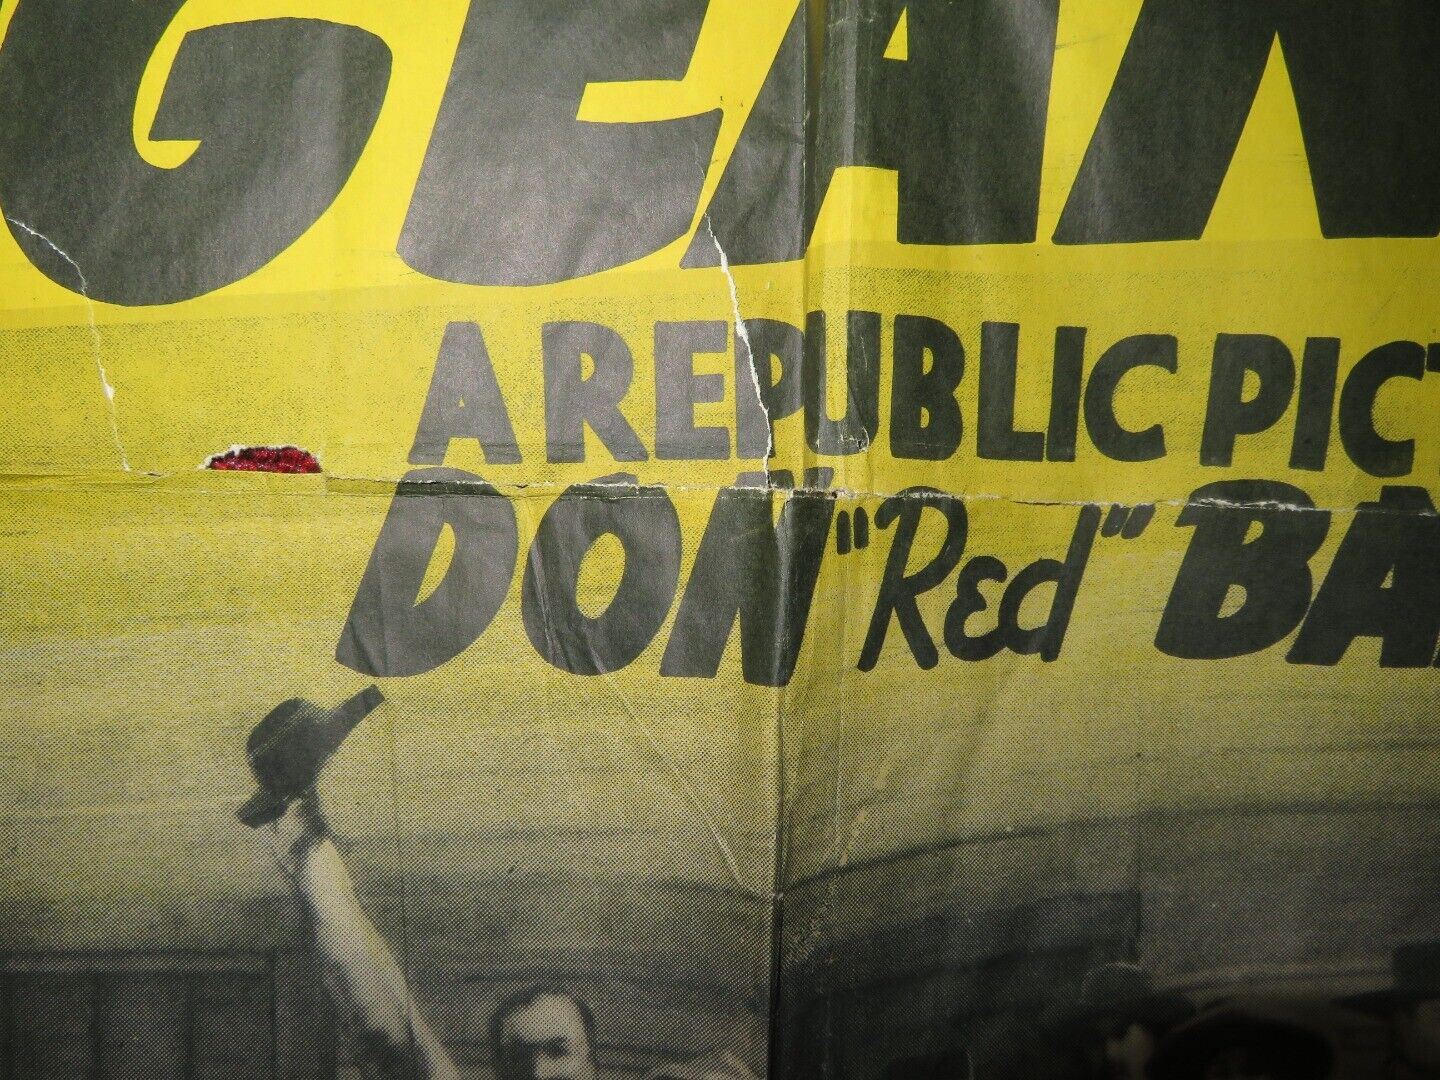 GEAN
A REPUBLIC PICT
DON "Red" BA